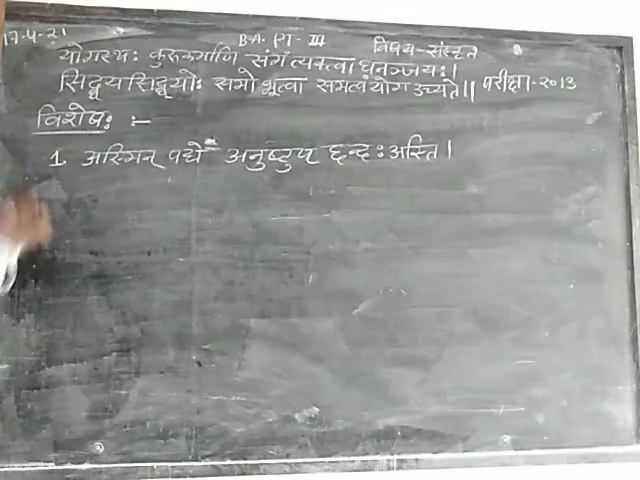 17-4-21 B.A. PT- III विषय-संस्कृत
योगस्थः कुरुकर्माणि संगं त्यक्त्वा धनञ्जयः।
सिद्ध्यसिद्ध्योः समो भूत्वा समत्वं योग उच्यते।। परीक्षा-२०१३
विशेषः :-
1. अस्मिन् पद्ये अनुष्टुप् छन्दः अस्ति।